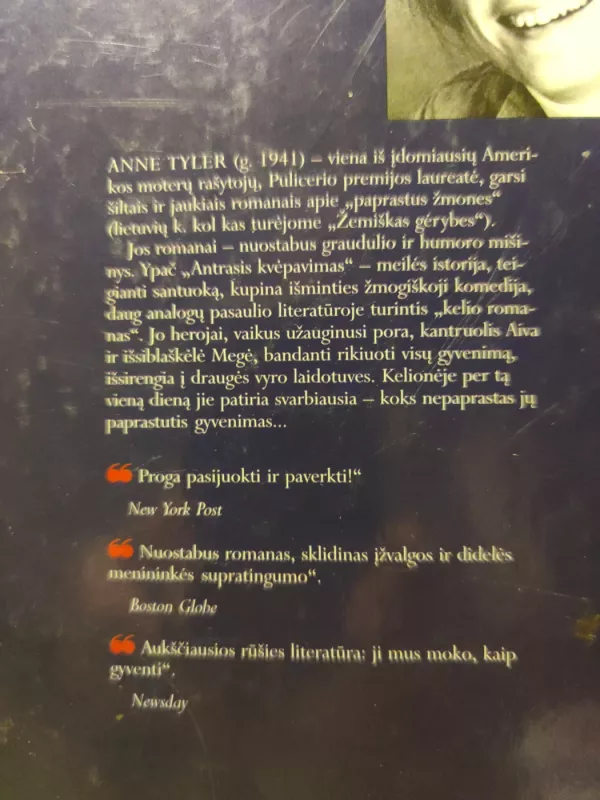 ANNE TYLER (g. 1941) – viena iš įdomiausių Ameri-
kos moterų rašytojų, Pulicerio premijos laureatė, garsi
šiltais ir jaukiais romanais apie „paprastus žmones“
(lietuvių k. kol kas turėjome „Žemiškas gėrybes“).
Jos romanai – nuostabus graudulio ir humoro miši-
nys. Ypač „Antrasis kvėpavimas“ – meilės istorija, tei-
gianti santuoką, kupina išminties žmogiškoji komedija,
daug analogų pasaulio literatūroje turintis „kelio roma-
nas“. Jo herojai, vaikus užauginusi pora, kantruolis Aiva
ir išsiblaškėlė Megė, bandanti rikiuoti visų gyvenimą,
išsirengia į draugės vyro laidotuves. Kelionėje per tą
vieną dieną jie patiria svarbiausia – koks nepaprastas jų
paprastutis gyvenimas...
“ Proga pasijuokti ir paverkti!“
New York Post
“ Nuostabus romanas, sklidinas įžvalgos ir didelės
menininkės supratingumo“.
Boston Globe
“ Aukščiausios rūšies literatūra: ji mus moko, kaip
gyventi“.
Newsday